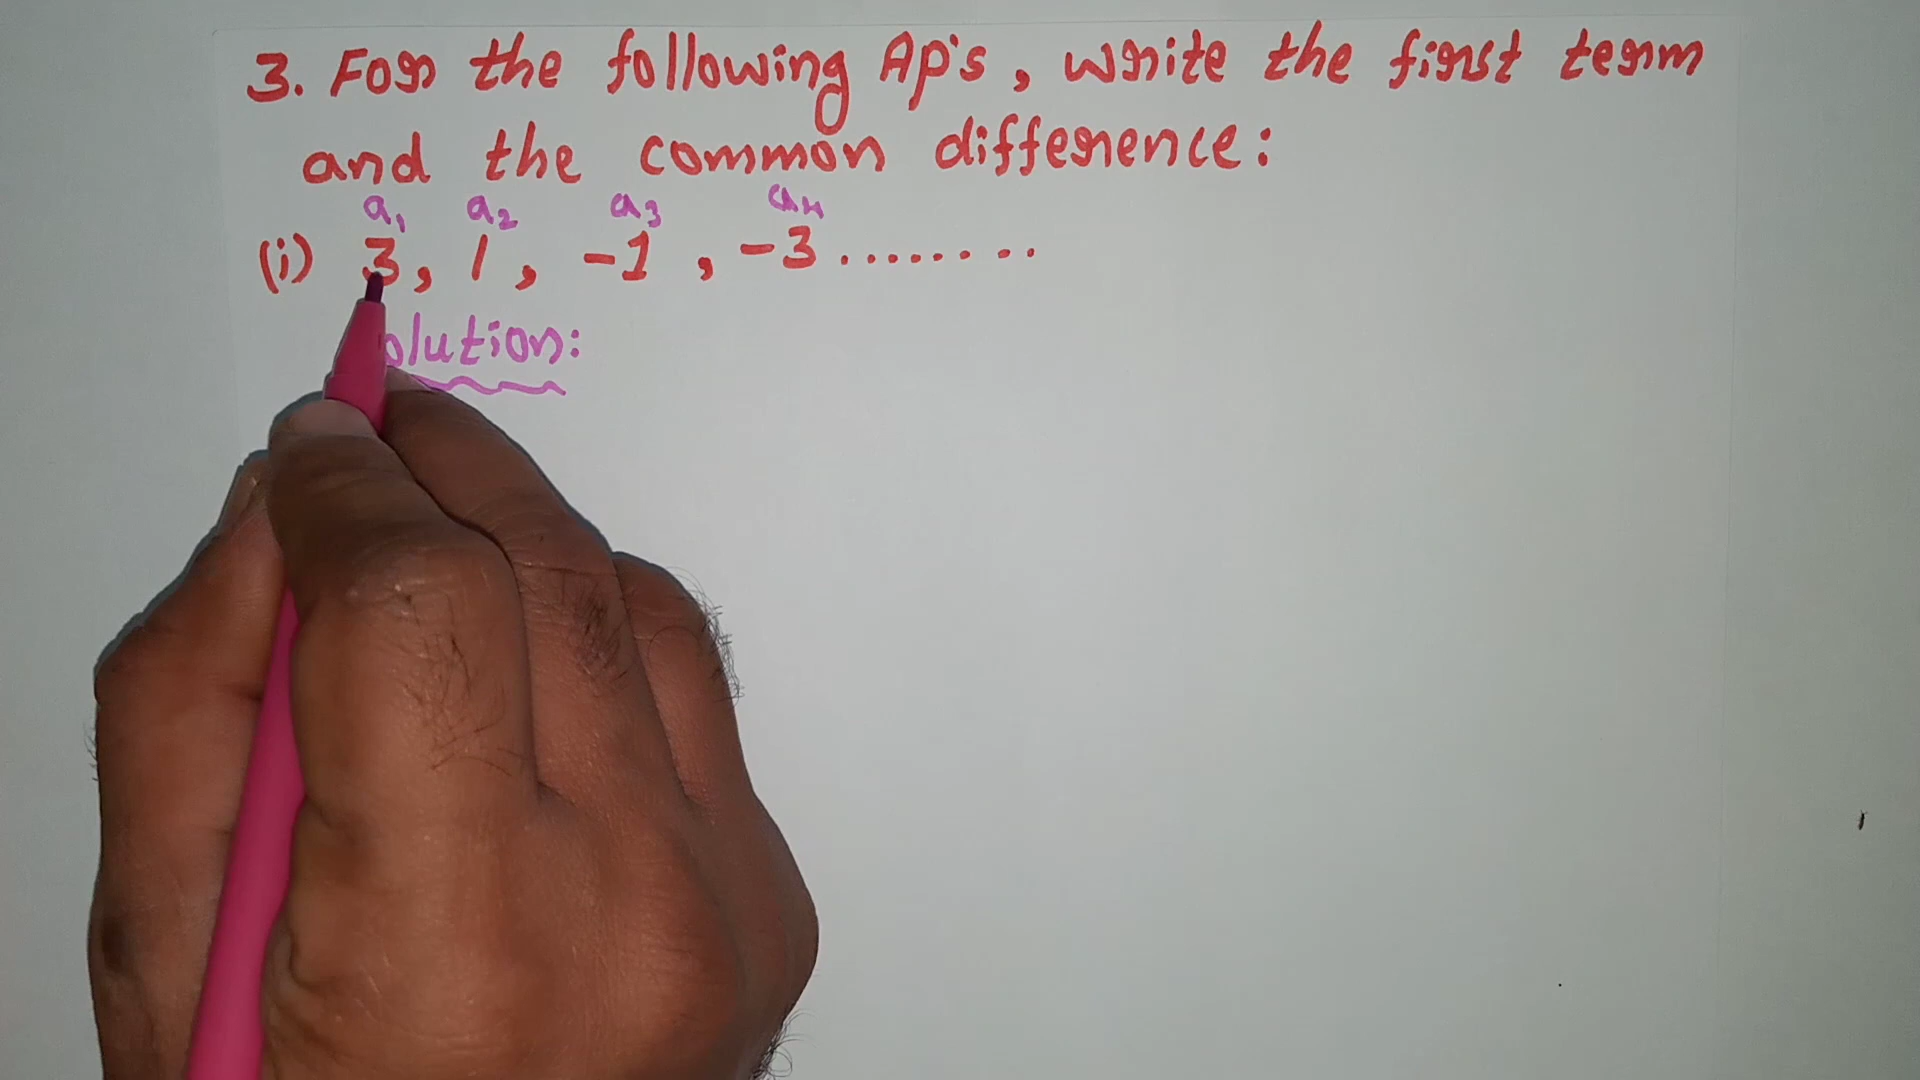 3. For the following AP's, write the first term
and the common difference:
a1 a2 a3 a4
(i) 3, 1, -1, -3........
olution: